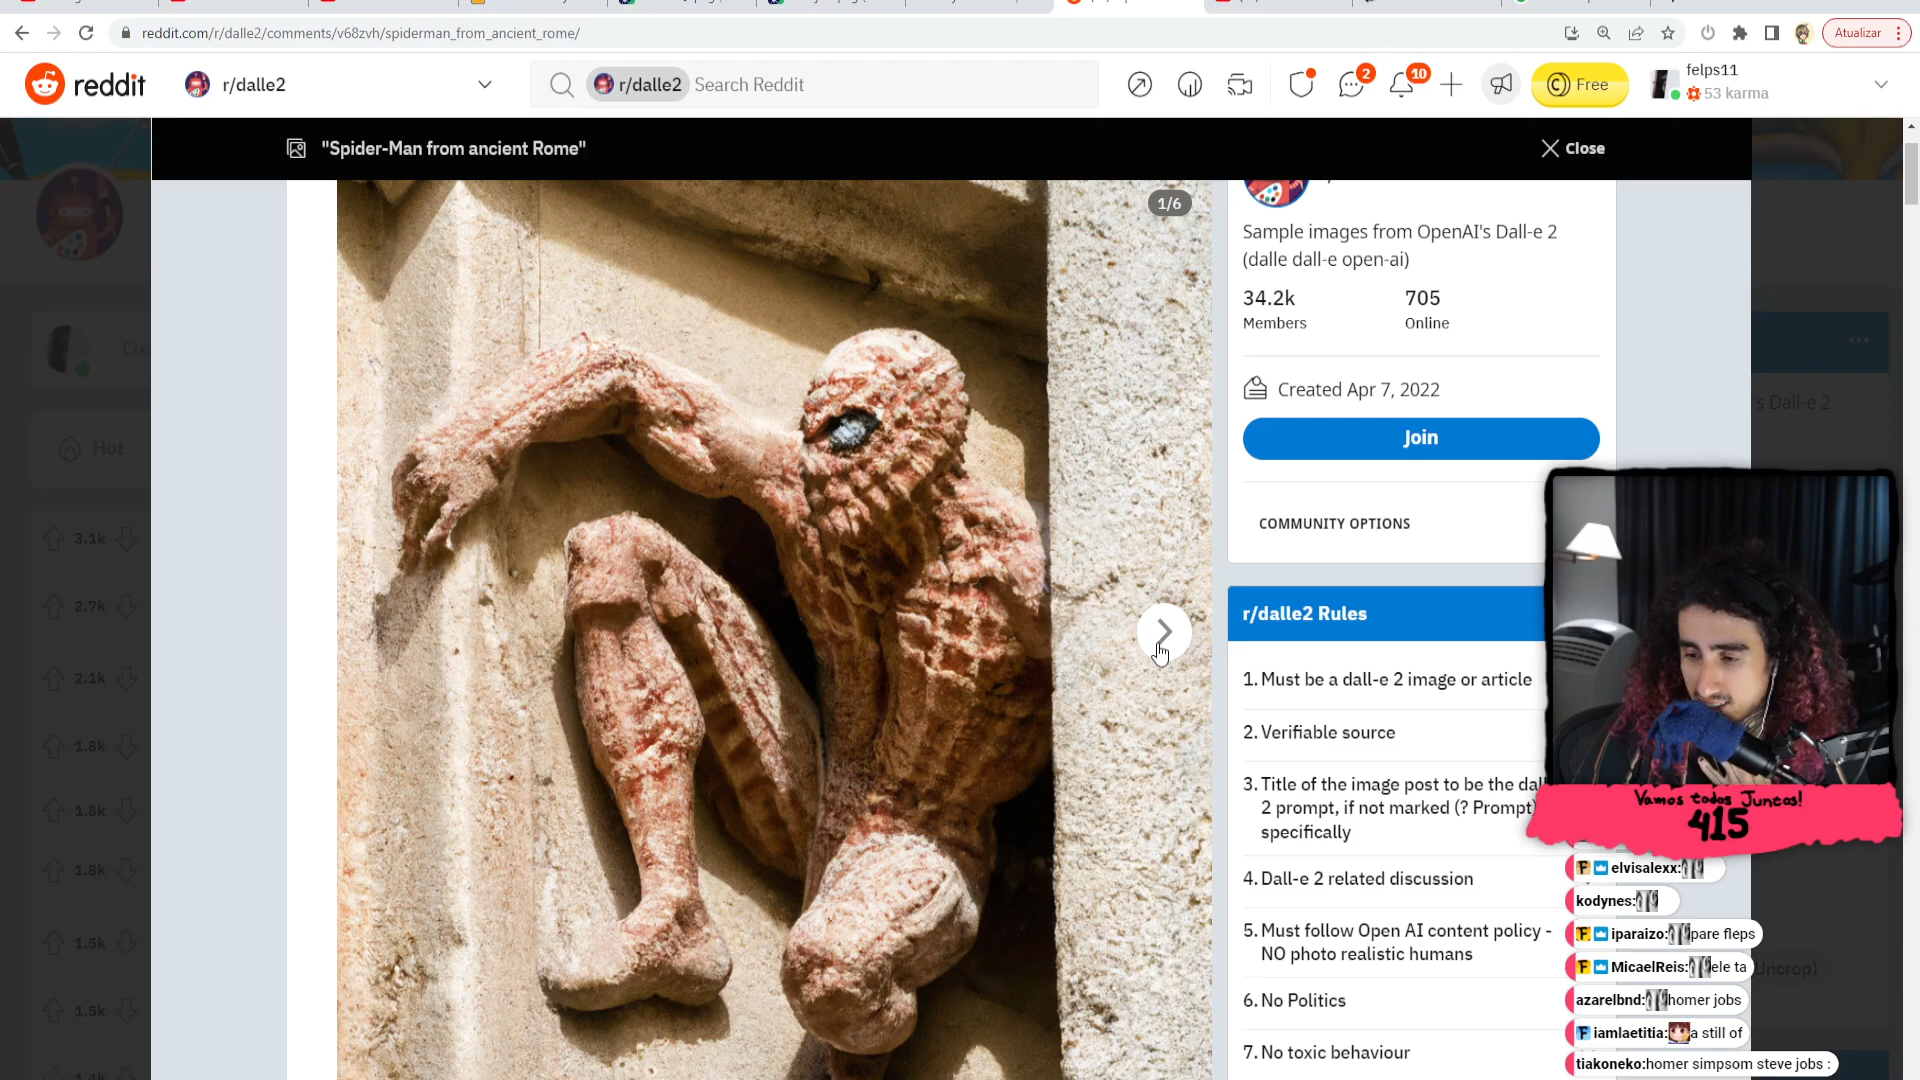 reddit.com/r/dalle2/comments/v68zvh/spiderman_from_ancient_rome/
Atualizar
reddit
r/dalle2
r/dalle2
Search Reddit
2
10
Free
felps11
53 karma
"Spider-Man from ancient Rome"
Close
1/6
Sample images from OpenAI's Dall-e 2
(dalle dall-e open-ai)
34.2k
705
Members
Online
Created Apr 7, 2022
's Dall-e 2
Join
Hot
COMMUNITY OPTIONS
3.1k
2.7k
2.1k
1.8k
1.8k
1.8k
1.5k
1.5k
r/dalle2 Rules
1. Must be a dall-e 2 image or article
2. Verifiable source
3. Title of the image post to be the dal
2 prompt, if not marked (? Prompt)
specifically
4. Dall-e 2 related discussion
5. Must follow Open AI content policy -
NO photo realistic humans
6. No Politics
7. No toxic behaviour
Vamos todos Juntos!
415
elvisalexx:
kodynes:
iparaizo: pare fleps
MicaelReis: ele ta
Uncrop)
azarelbnd: homer jobs
iamlaetitia: a still of
tiakoneko: homer simpsom steve jobs :